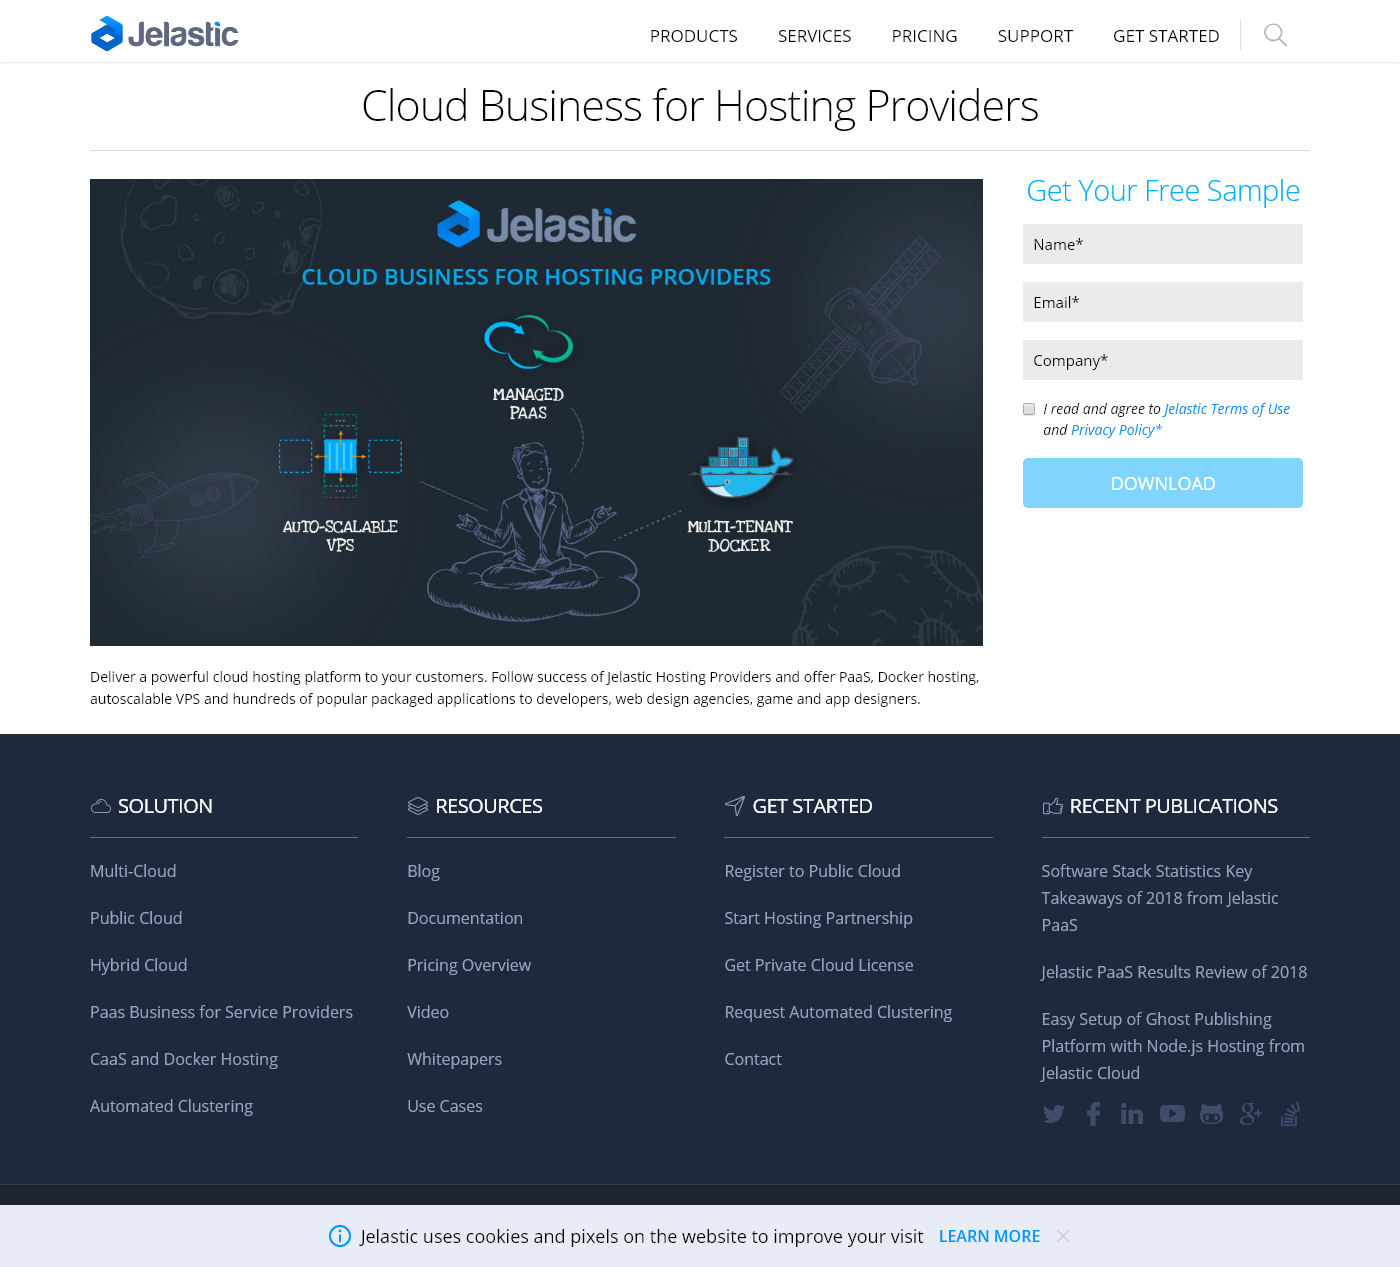 Jelastic
PRODUCTS
SERVICES
PRICING
SUPPORT
GET STARTED
Cloud Business for Hosting Providers
Jelastic
CLOUD BUSINESS FOR HOSTING PROVIDERS
MANAGED
PAAS
AUTO-SCALABLE
VPS
MULTI-TENANT
DOCKER
Deliver a powerful cloud hosting platform to your customers. Follow success of Jelastic Hosting Providers and offer PaaS, Docker hosting,
autoscalable VPS and hundreds of popular packaged applications to developers, web design agencies, game and app designers.
Get Your Free Sample
Name*
Email*
Company*
I read and agree to Jelastic Terms of Use
and Privacy Policy*
DOWNLOAD
SOLUTION
Multi-Cloud
Public Cloud
Hybrid Cloud
Paas Business for Service Providers
CaaS and Docker Hosting
Automated Clustering
RESOURCES
Blog
Documentation
Pricing Overview
Video
Whitepapers
Use Cases
GET STARTED
Register to Public Cloud
Start Hosting Partnership
Get Private Cloud License
Request Automated Clustering
Contact
RECENT PUBLICATIONS
Software Stack Statistics Key
Takeaways of 2018 from Jelastic
PaaS
Jelastic PaaS Results Review of 2018
Easy Setup of Ghost Publishing
Platform with Node.js Hosting from
Jelastic Cloud
Jelastic uses cookies and pixels on the website to improve your visit LEARN MORE